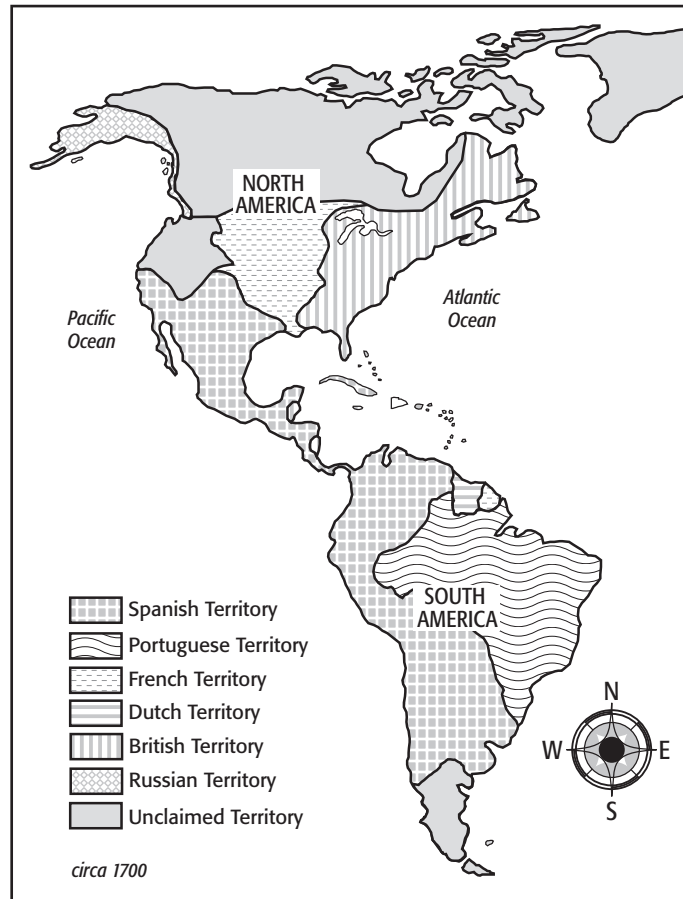 NORTH
AMERICA
Pacific
Ocean
Atlantic
Ocean
SOUTH
AMERICA
Spanish Territory
Portuguese Territory
French Territory
Dutch Territory
British Territory
Russian Territory
Unclaimed Territory
N
W E
S
circa 1700